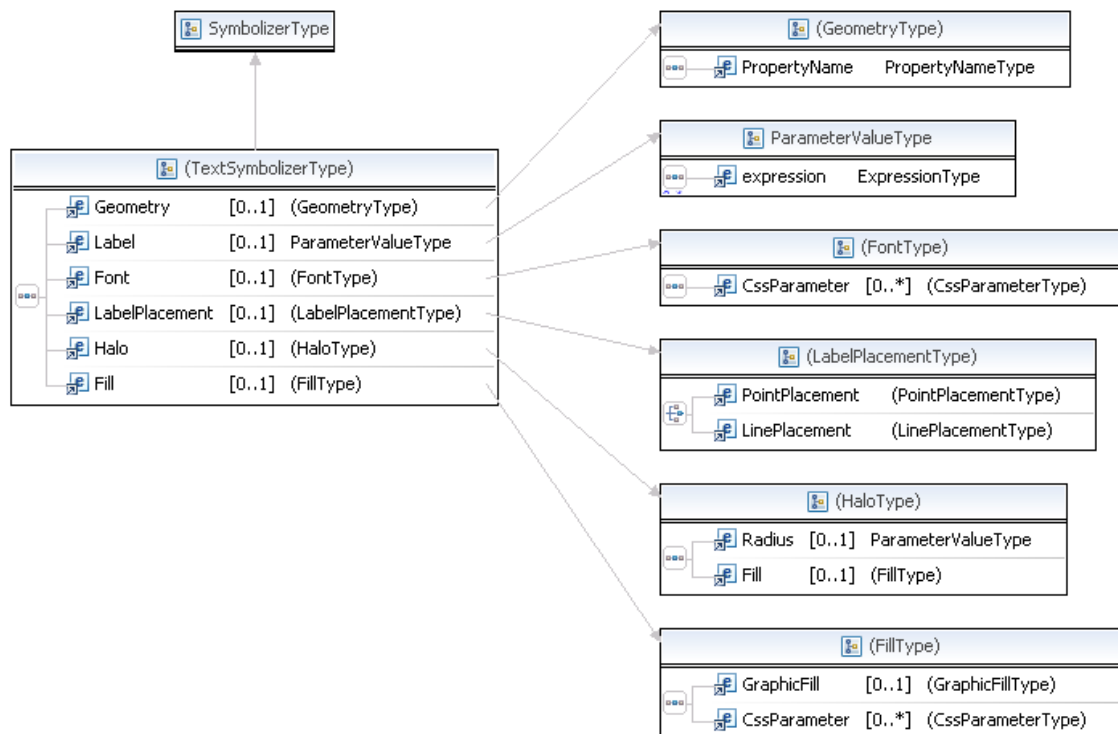 SymbolizerType
(TextSymbolizerType)
Geometry [0..1] (GeometryType)
Label [0..1] ParameterValueType
Font [0..1] (FontType)
LabelPlacement [0..1] (LabelPlacementType)
Halo [0..1] (HaloType)
Fill [0..1] (FillType)
(GeometryType)
PropertyName PropertyNameType
ParameterValueType
expression ExpressionType
(FontType)
CssParameter [0..*] (CssParameterType)
(LabelPlacementType)
PointPlacement (PointPlacementType)
LinePlacement (LinePlacementType)
(HaloType)
Radius [0..1] ParameterValueType
Fill [0..1] (FillType)
(FillType)
GraphicFill [0..1] (GraphicFillType)
CssParameter [0..*] (CssParameterType)